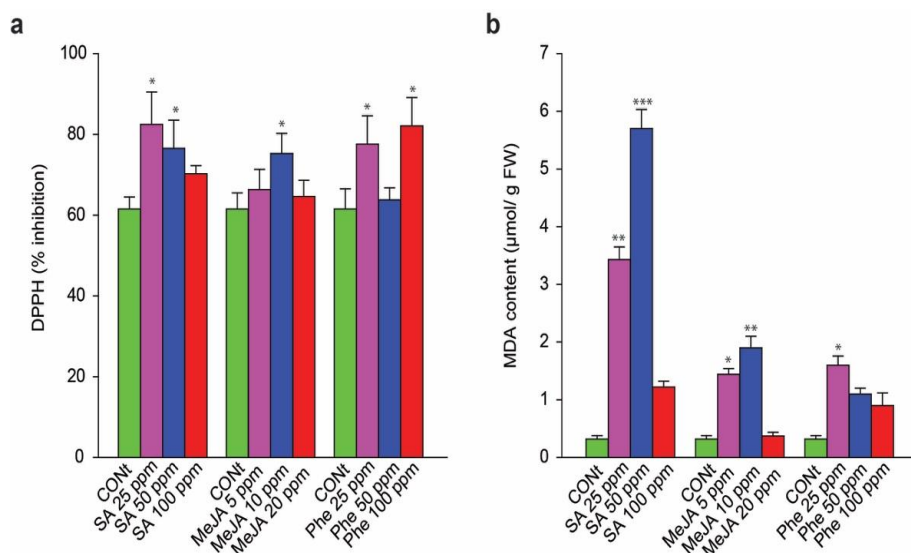 a
b
DPPH (% inhibition)
100
80
60
40
20
0
*
*
*
*
*
CONt
SA 25 ppm
SA 50 ppm
SA 100 ppm
CONt
MeJA 5 ppm
MeJA 10 ppm
MeJA 20 ppm
CONt
Phe 25 ppm
Phe 50 ppm
Phe 100 ppm
MDA content (µmol/ g FW)
7
6
5
4
3
2
1
0
**
***
*
**
*
CONt
SA 25 ppm
SA 50 ppm
SA 100 ppm
CONt
MeJA 5 ppm
MeJA 10 ppm
MeJA 20 ppm
CONt
Phe 25 ppm
Phe 50 ppm
Phe 100 ppm